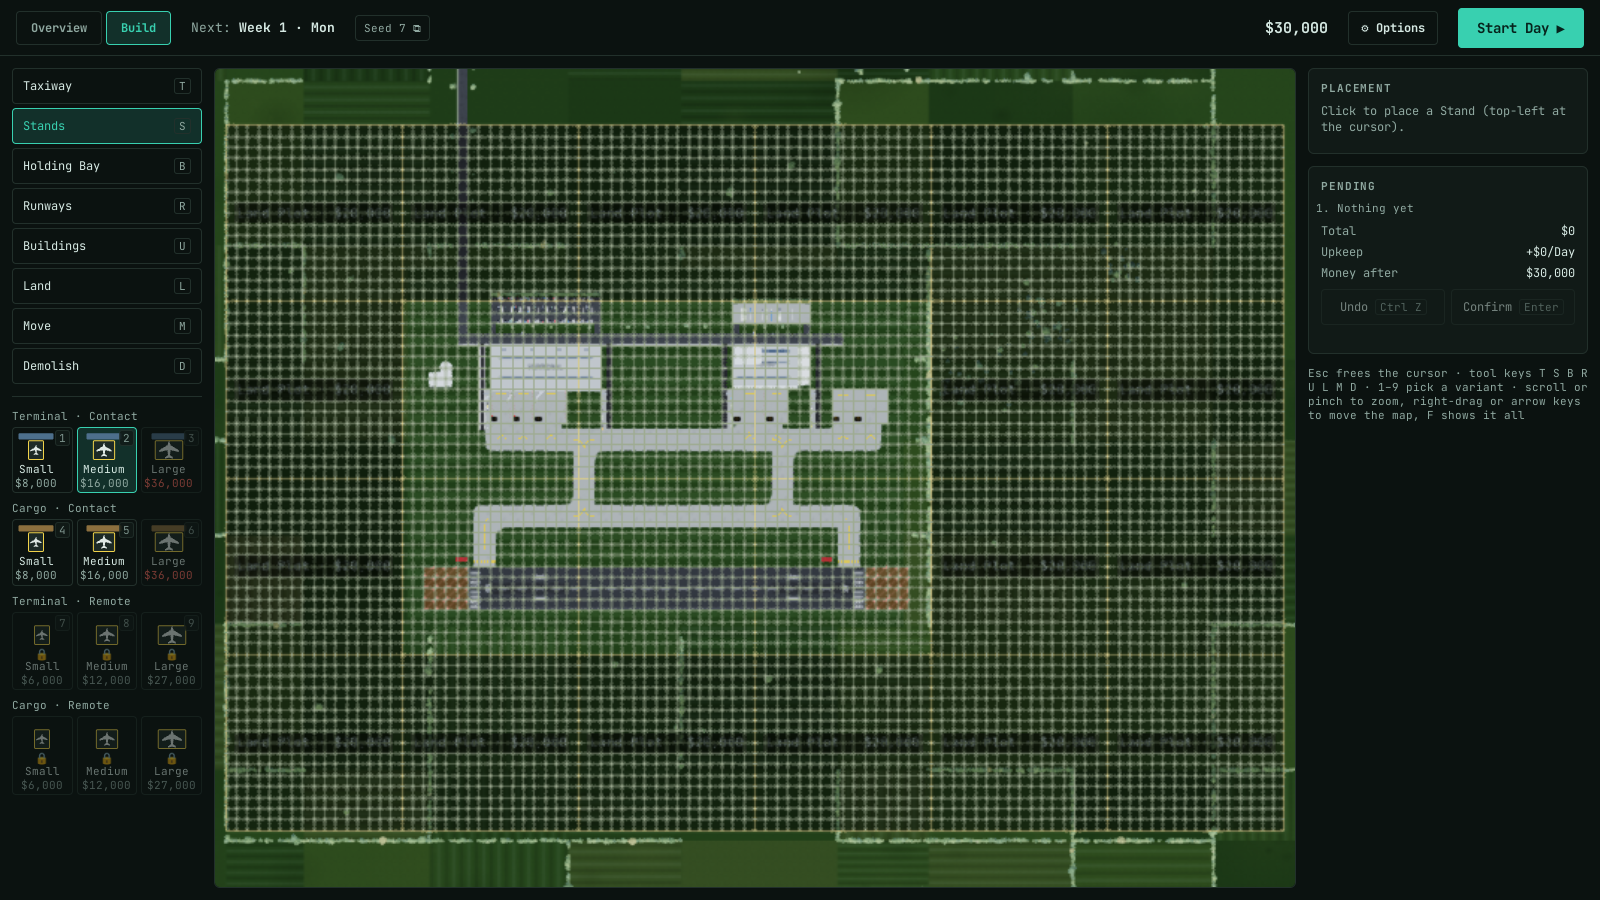 Overview Build Next: Week 1 · Mon Seed 7 $30,000 Options Start Day ▶
Taxiway T
Stands S
Holding Bay B
Runways R
Buildings U
Land L
Move M
Demolish D
Terminal · Contact
1 2 3
Small Medium Large
$8,000 $16,000 $36,000
Cargo · Contact
4 5 6
Small Medium Large
$8,000 $16,000 $36,000
Terminal · Remote
7 8 9
Small Medium Large
$6,000 $12,000 $27,000
Cargo · Remote
Small Medium Large
$6,000 $12,000 $27,000
PLACEMENT
Click to place a Stand (top-left at
the cursor).
PENDING
1. Nothing yet
Total $0
Upkeep +$0/Day
Money after $30,000
Undo Ctrl Z Confirm Enter
Esc frees the cursor · tool keys T S B R
U L M D · 1–9 pick a variant · scroll or
pinch to zoom, right-drag or arrow keys
to move the map, F shows it all